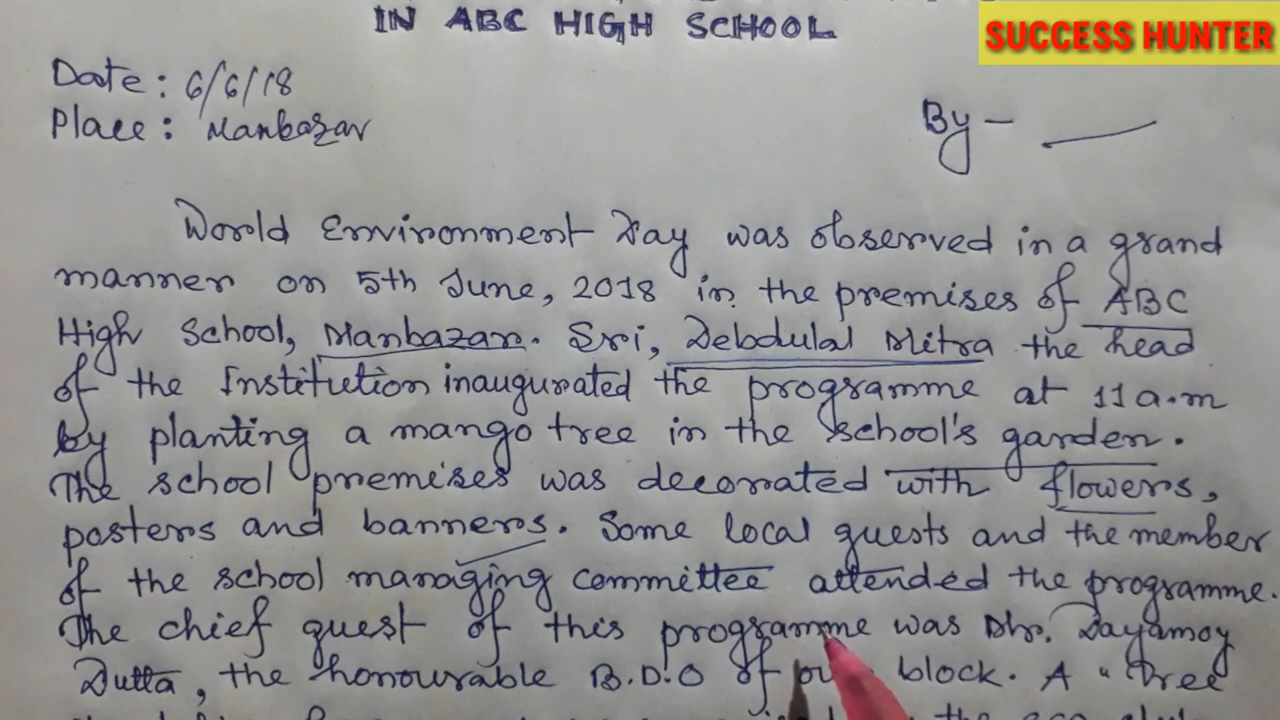 IN ABC HIGH SCHOOL
SUCCESS HUNTER
Date: 6/6/18
Place: Manbazar
By -
World Environment Day was observed in a grand
manner on 5th June, 2018 in the premises of ABC
High School, Manbazar. Sri, Debdulal Mitra the head
of the Institution inaugurated the programme at 11 a.m
by planting a mango tree in the school's garden.
The school premises was decorated with flowers,
posters and banners. Some local guests and the member
of the school managing committee attended the programme.
The chief guest of this programme was Mr. Dayamoy
Dutta, the honourable B.D.O of our block. A "Tree